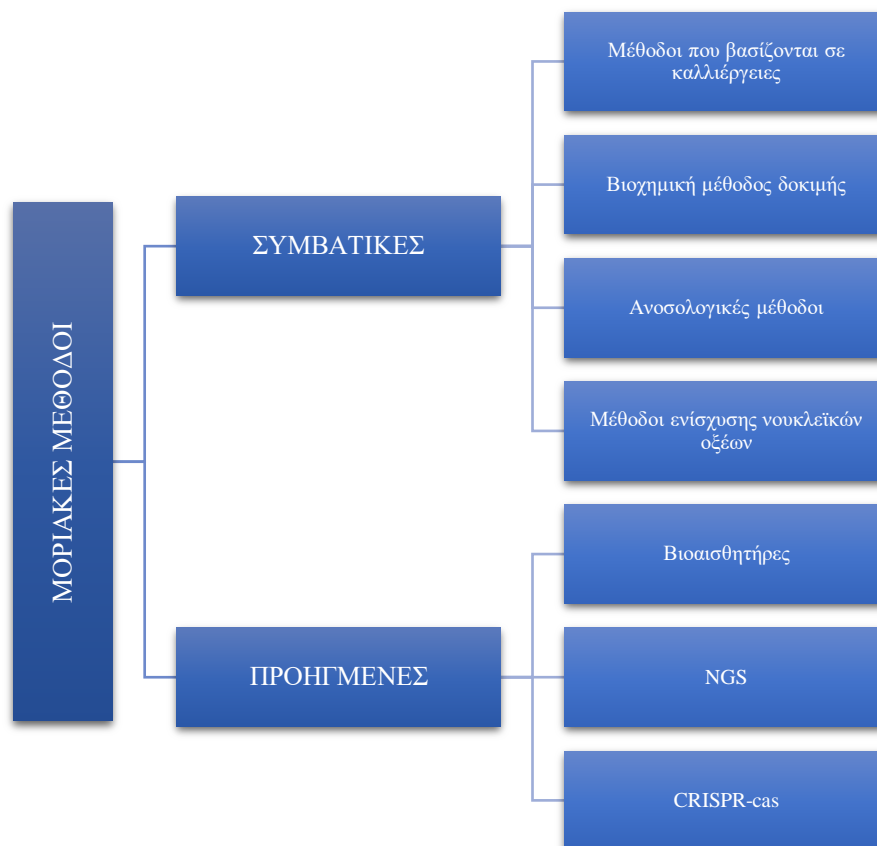 ΜΟΡΙΑΚΕΣ ΜΕΘΟΔΟΙ
ΣΥΜΒΑΤΙΚΕΣ
Μέθοδοι που βασίζονται σε
καλλιέργειες
Βιοχημική μέθοδος δοκιμής
Ανοσολογικές μέθοδοι
Μέθοδοι ενίσχυσης νουκλεϊκών
οξέων
ΠΡΟΗΓΜΕΝΕΣ
Βιοαισθητήρες
NGS
CRISPR-cas